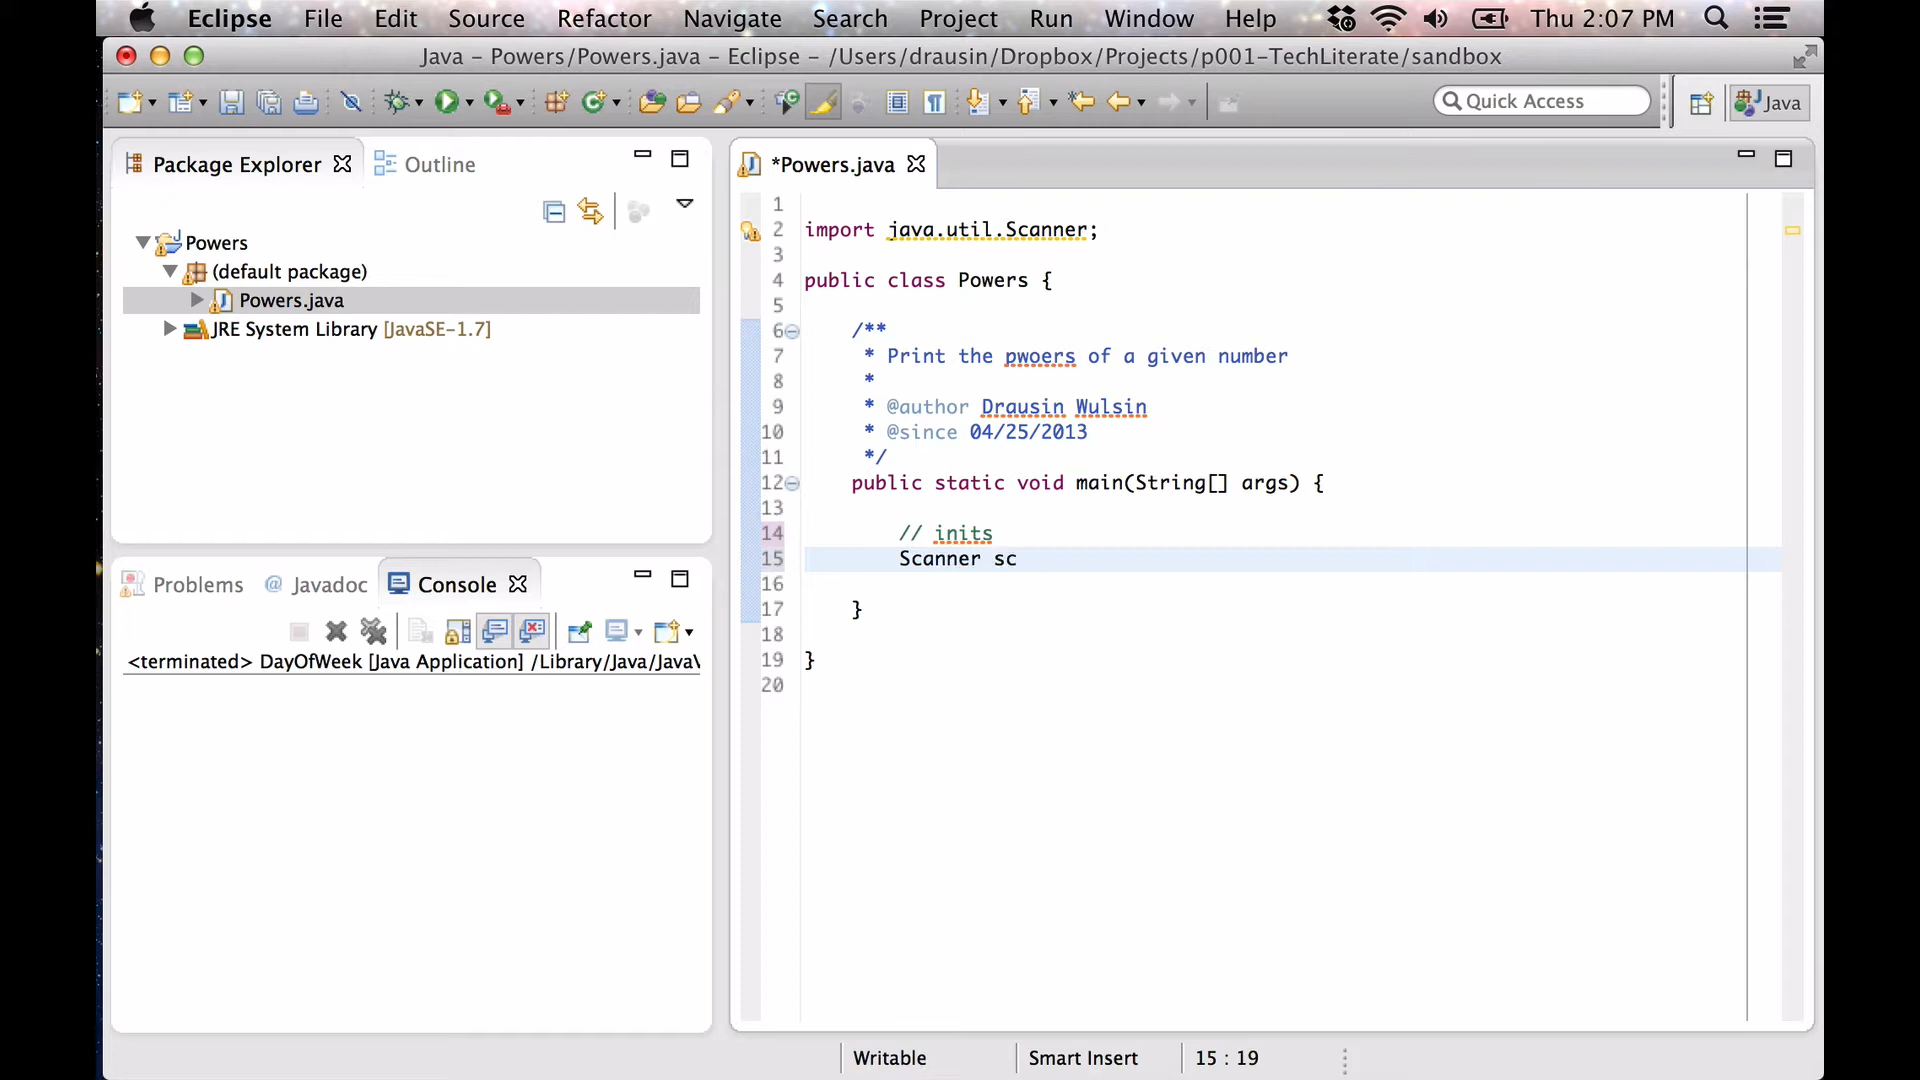 Eclipse File Edit Source Refactor Navigate Search Project Run Window Help Thu 2:07 PM
Java – Powers/Powers.java – Eclipse – /Users/drausin/Dropbox/Projects/p001-TechLiterate/sandbox
Quick Access
Java
Package Explorer
Outline
Powers
(default package)
Powers.java
JRE System Library [JavaSE-1.7]
Problems @ Javadoc Console
<terminated> DayOfWeek [Java Application] /Library/Java/JavaV
*Powers.java
1
2 import java.util.Scanner;
3
4 public class Powers {
5
6 /**
7 * Print the pwoers of a given number
8 *
9 * @author Drausin Wulsin
10 * @since 04/25/2013
11 */
12 public static void main(String[] args) {
13
14 // inits
15 Scanner sc
16
17 }
18
19 }
20
Writable Smart Insert 15 : 19